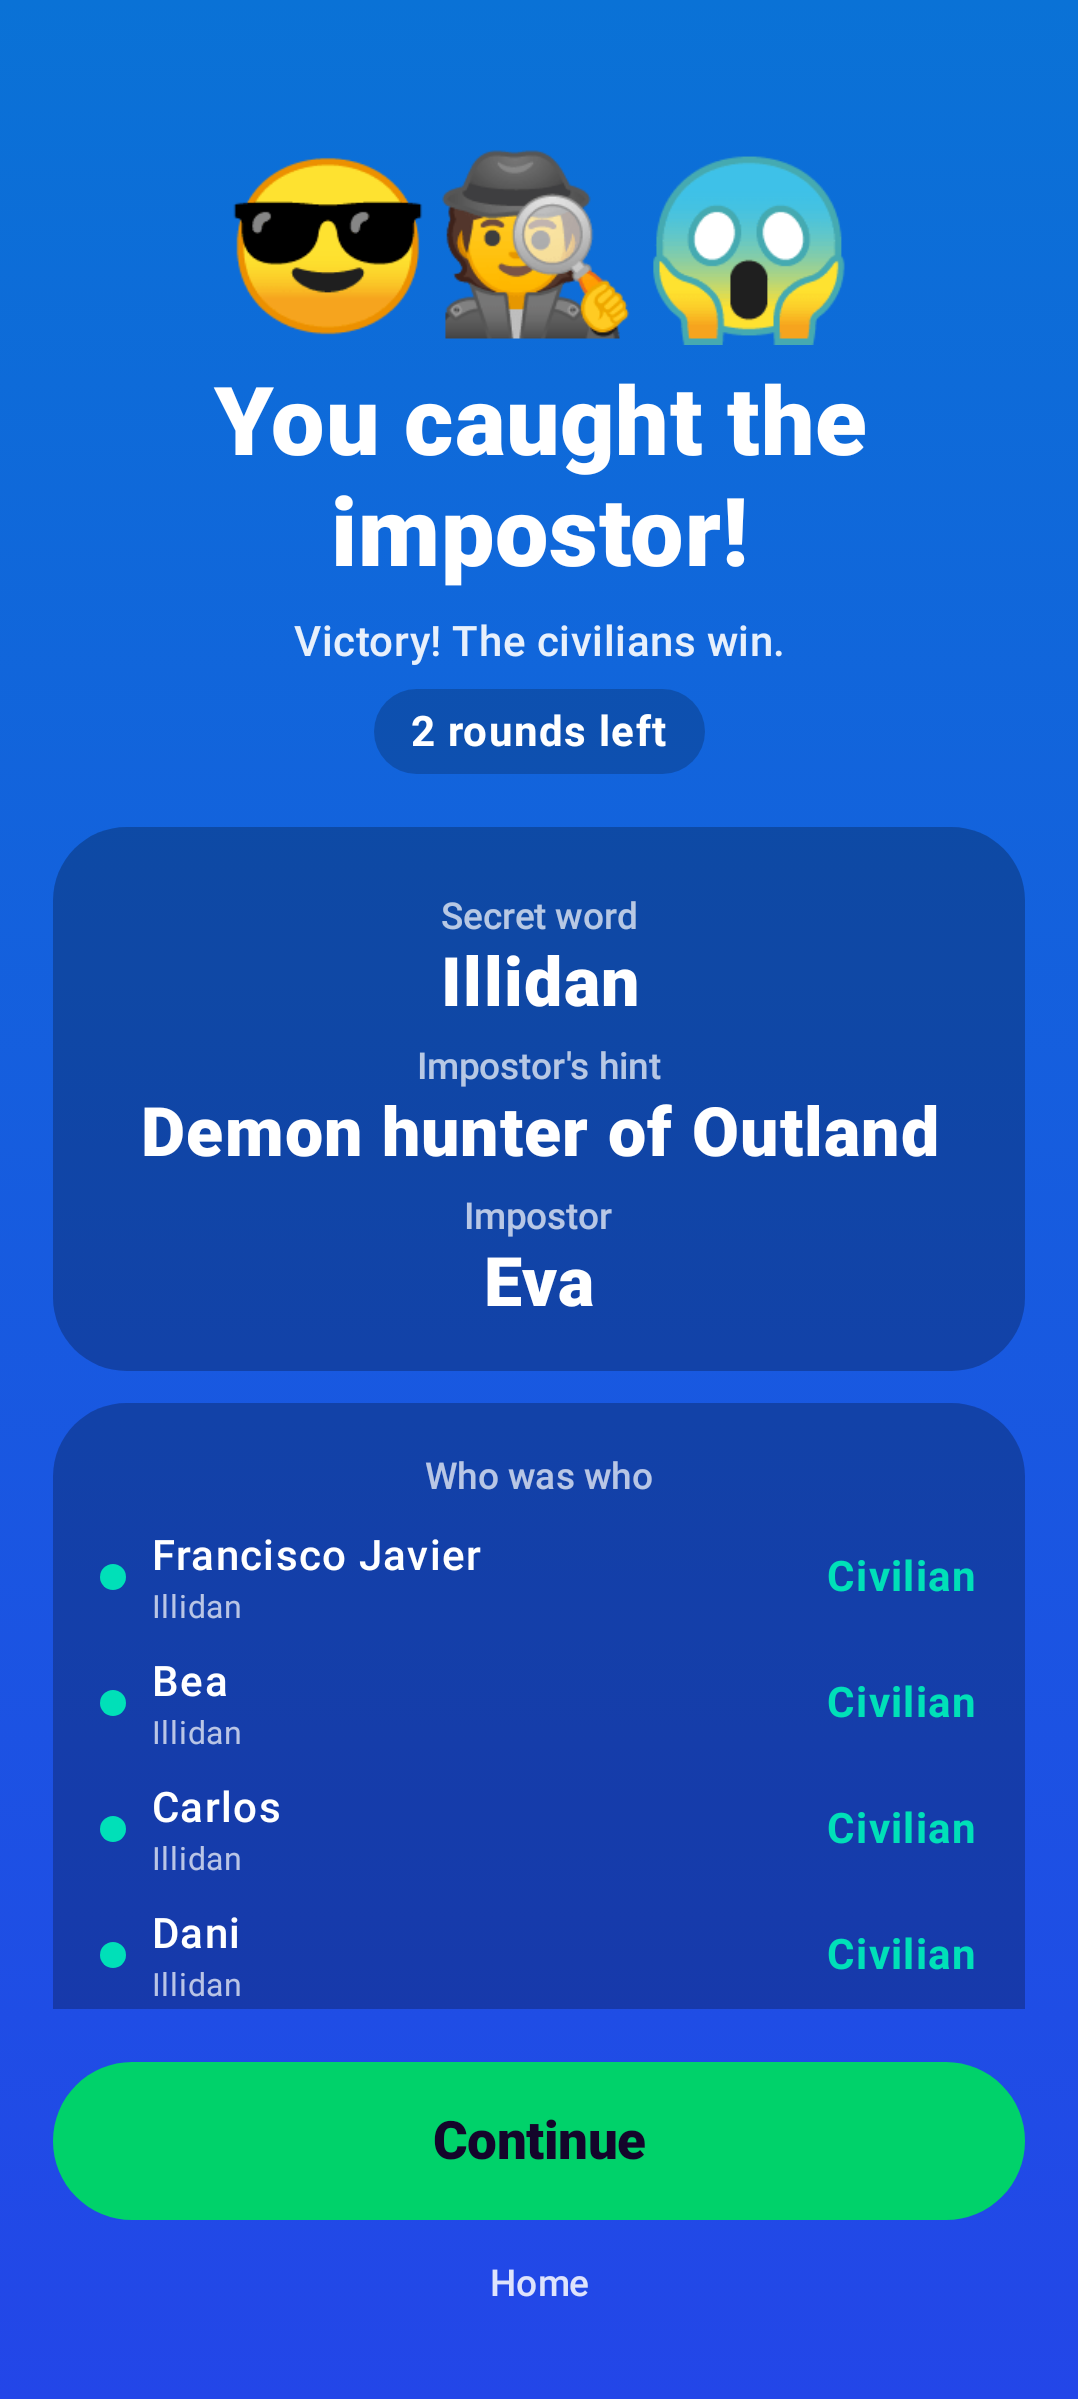 You caught the
impostor!
Victory! The civilians win.
2 rounds left
Secret word
Illidan
Impostor's hint
Demon hunter of Outland
Impostor
Eva
Who was who
Francisco Javier
Illidan
Civilian
Bea
Illidan
Civilian
Carlos
Illidan
Civilian
Dani
Illidan
Civilian
Continue
Home